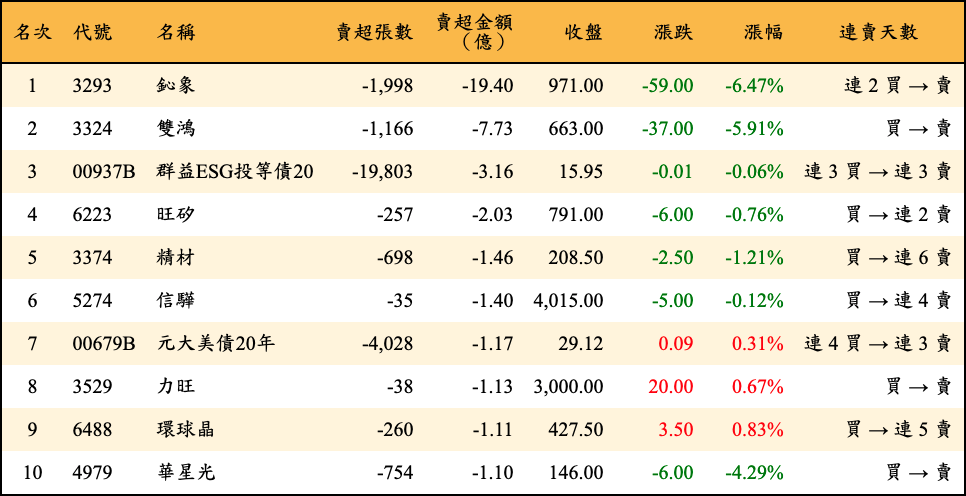 名次 代號 名稱 賣超張數 賣超金額（億） 收盤 漲跌 漲幅 連賣天數
1 3293 鈊象 -1,998 -19.40 971.00 -59.00 -6.47% 連 2 買 → 賣
2 3324 雙鴻 -1,166 -7.73 663.00 -37.00 -5.91% 買 → 賣
3 00937B 群益ESG投等債20 -19,803 -3.16 15.95 -0.01 -0.06% 連 3 買 → 連 3 賣
4 6223 旺矽 -257 -2.03 791.00 -6.00 -0.76% 買 → 連 2 賣
5 3374 精材 -698 -1.46 208.50 -2.50 -1.21% 買 → 連 6 賣
6 5274 信驊 -35 -1.40 4,015.00 -5.00 -0.12% 買 → 連 4 賣
7 00679B 元大美債20年 -4,028 -1.17 29.12 0.09 0.31% 連 4 買 → 連 3 賣
8 3529 力旺 -38 -1.13 3,000.00 20.00 0.67% 買 → 賣
9 6488 環球晶 -260 -1.11 427.50 3.50 0.83% 買 → 連 5 賣
10 4979 華星光 -754 -1.10 146.00 -6.00 -4.29% 買 → 賣